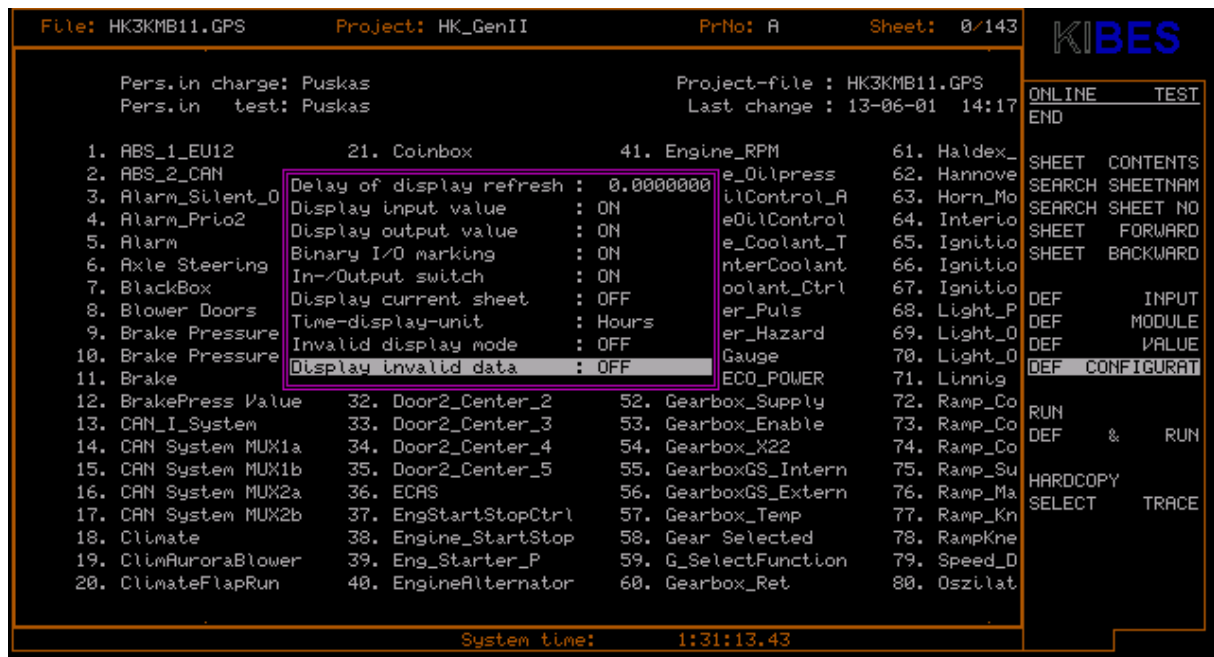 File: HK3KMB11.GPS Project: HK_GenII PrNo: A Sheet: 0/143
KIBES
Pers.in charge: Puskas Project-file : HK3KMB11.GPS
Pers.in test: Puskas Last change : 13-06-01 14:17
1. ABS_1_EU12 21. Coinbox 41. Engine_RPM 61. Haldex_
2. ABS_2_CAN e_Oilpress 62. Hannove
3. Alarm_Silent_O ilControl_A 63. Horn_Mo
4. Alarm_Prio2 eOilControl 64. Interio
5. Alarm e_Coolant_T 65. Ignitio
6. Axle Steering nterCoolant 66. Ignitio
7. BlackBox oolant_Ctrl 67. Ignitio
8. Blower Doors er_Puls 68. Light_P
9. Brake Pressure er_Hazard 69. Light_O
10. Brake Pressure Gauge 70. Light_O
11. Brake ECO_POWER 71. Linnig
12. BrakePress Value 32. Door2_Center_2 52. Gearbox_Supply 72. Ramp_Co
13. CAN_I_System 33. Door2_Center_3 53. Gearbox_Enable 73. Ramp_Co
14. CAN System MUX1a 34. Door2_Center_4 54. Gearbox_X22 74. Ramp_Co
15. CAN System MUX1b 35. Door2_Center_5 55. GearboxGS_Intern 75. Ramp_Su
16. CAN System MUX2a 36. ECAS 56. GearboxGS_Extern 76. Ramp_Ma
17. CAN System MUX2b 37. EngStartStopCtrl 57. Gearbox_Temp 77. Ramp_Kn
18. Climate 38. Engine_StartStop 58. Gear Selected 78. RampKne
19. ClimAuroraBlower 39. Eng_Starter_P 59. G_SelectFunction 79. Speed_D
20. ClimateFlapRun 40. EngineAlternator 60. Gearbox_Ret 80. Oszilat
Delay of display refresh : 0.0000000
Display input value : ON
Display output value : ON
Binary I/O marking : ON
In-/Output switch : ON
Display current sheet : OFF
Time-display-unit : Hours
Invalid display mode : OFF
Display invalid data : OFF
ONLINE TEST
END
SHEET CONTENTS
SEARCH SHEETNAM
SEARCH SHEET NO
SHEET FORWARD
SHEET BACKWARD
DEF INPUT
DEF MODULE
DEF VALUE
DEF CONFIGURAT
RUN
DEF & RUN
HARDCOPY
SELECT TRACE
System time: 1:31:13.43